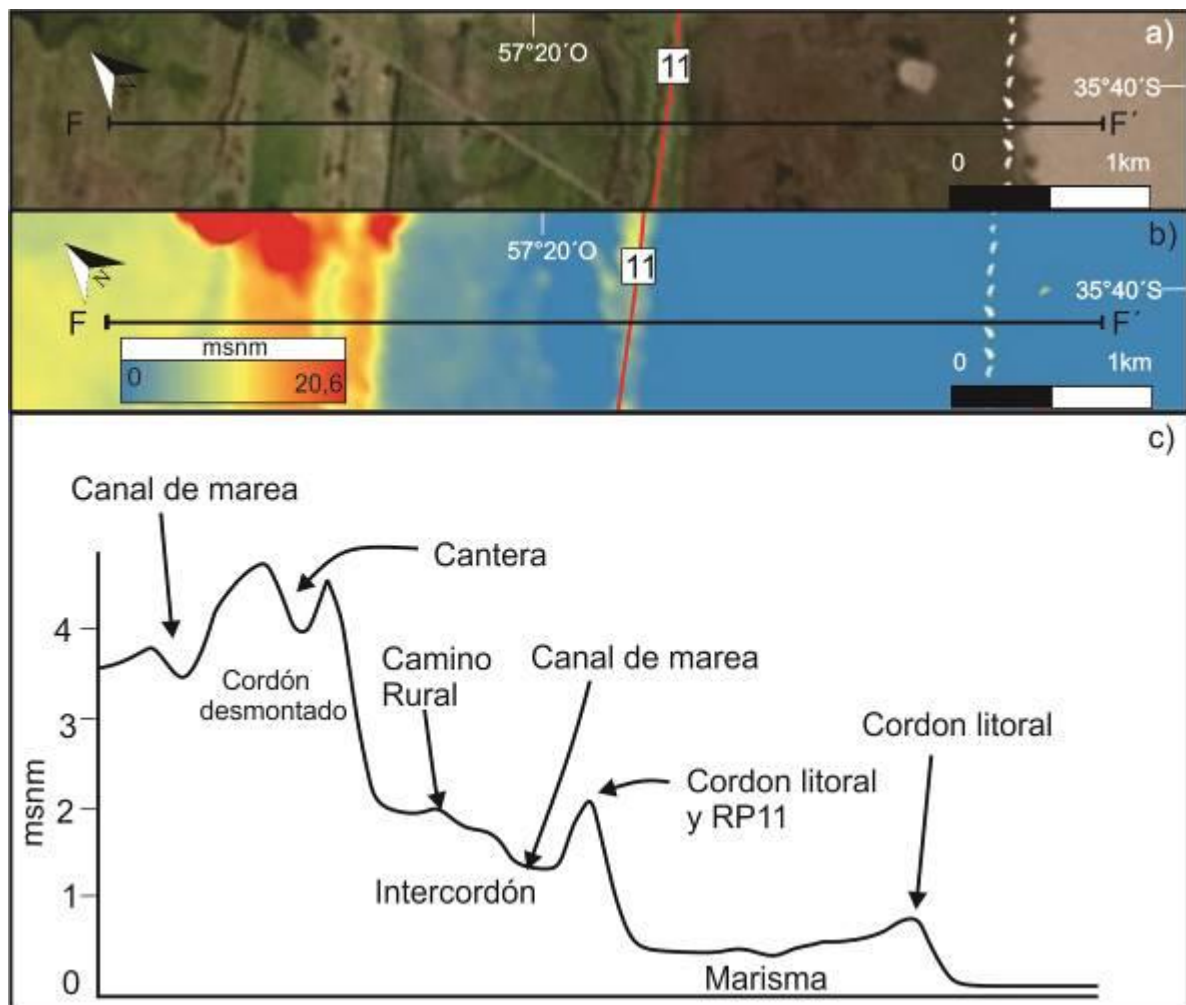 a)
57°20´O
11
35°40´S
N
F
F´
0
1km
b)
57°20´O
11
N
35°40´S
F
F´
msnm
0
20,6
0
1km
c)
Canal de marea
Cantera
4
Camino
Rural
Canal de marea
Cordón
desmontado
3
Cordon litoral
msnm
2
Cordon litoral
y RP11
1
Intercordón
0
Marisma